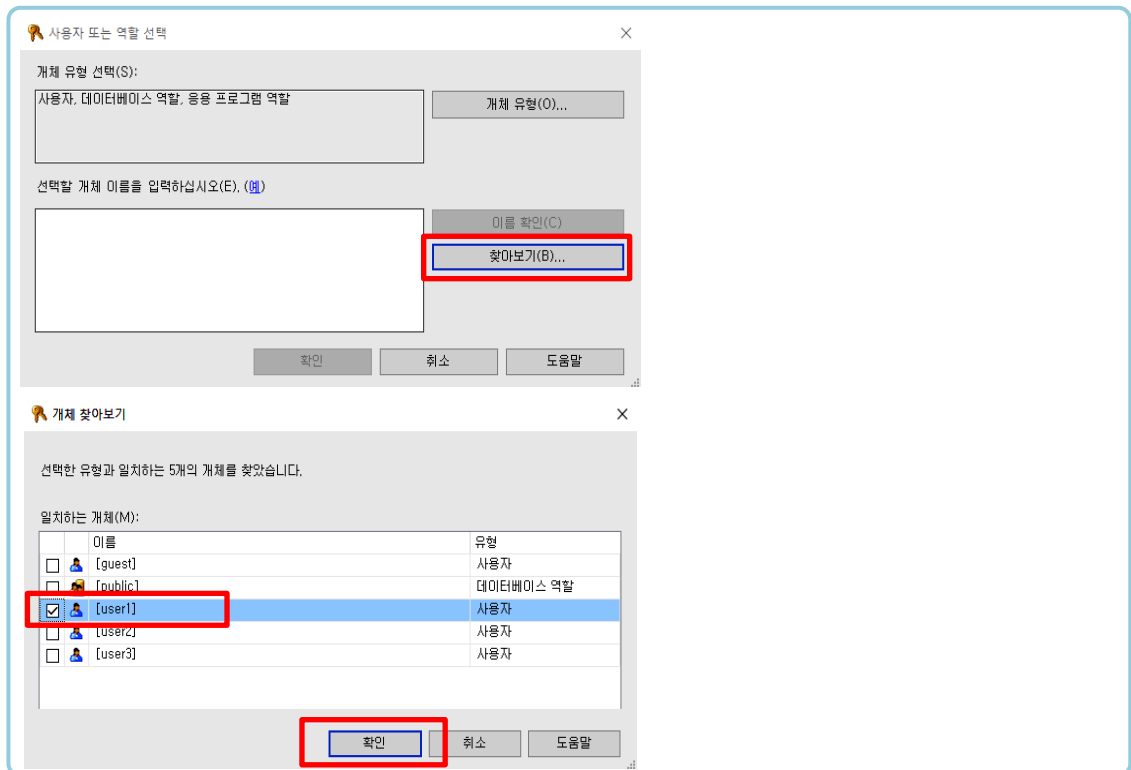 사용자 또는 역할 선택
개체 유형 선택(S):
사용자, 데이터베이스 역할, 응용 프로그램 역할
개체 유형(O)...
선택할 개체 이름을 입력하십시오(E). (예)
이름 확인(C)
찾아보기(B)...
확인 취소 도움말
개체 찾아보기
선택한 유형과 일치하는 5개의 개체를 찾았습니다.
일치하는 개체(M):
이름 유형
[guest] 사용자
[public] 데이터베이스 역할
[user1] 사용자
[user2] 사용자
[user3] 사용자
확인 취소 도움말